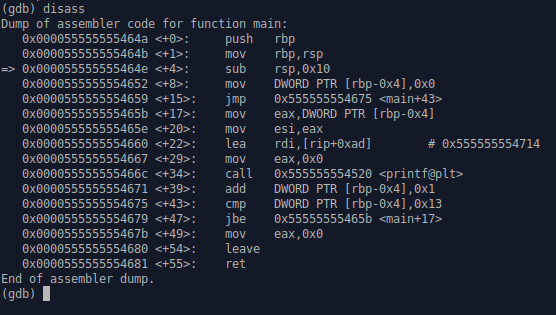 (gdb) disass
Dump of assembler code for function main:
   0x000055555555464a <+0>:     push   rbp
   0x000055555555464b <+1>:     mov    rbp,rsp
=> 0x000055555555464e <+4>:     sub    rsp,0x10
   0x0000555555554652 <+8>:     mov    DWORD PTR [rbp-0x4],0x0
   0x0000555555554659 <+15>:    jmp    0x555555554675 <main+43>
   0x000055555555465b <+17>:    mov    eax,DWORD PTR [rbp-0x4]
   0x000055555555465e <+20>:    mov    esi,eax
   0x0000555555554660 <+22>:    lea    rdi,[rip+0xad]        # 0x555555554714
   0x0000555555554667 <+29>:    mov    eax,0x0
   0x000055555555466c <+34>:    call   0x555555554520 <printf@plt>
   0x0000555555554671 <+39>:    add    DWORD PTR [rbp-0x4],0x1
   0x0000555555554675 <+43>:    cmp    DWORD PTR [rbp-0x4],0x13
   0x0000555555554679 <+47>:    jbe    0x55555555465b <main+17>
   0x000055555555467b <+49>:    mov    eax,0x0
   0x0000555555554680 <+54>:    leave
   0x0000555555554681 <+55>:    ret
End of assembler dump.
(gdb)